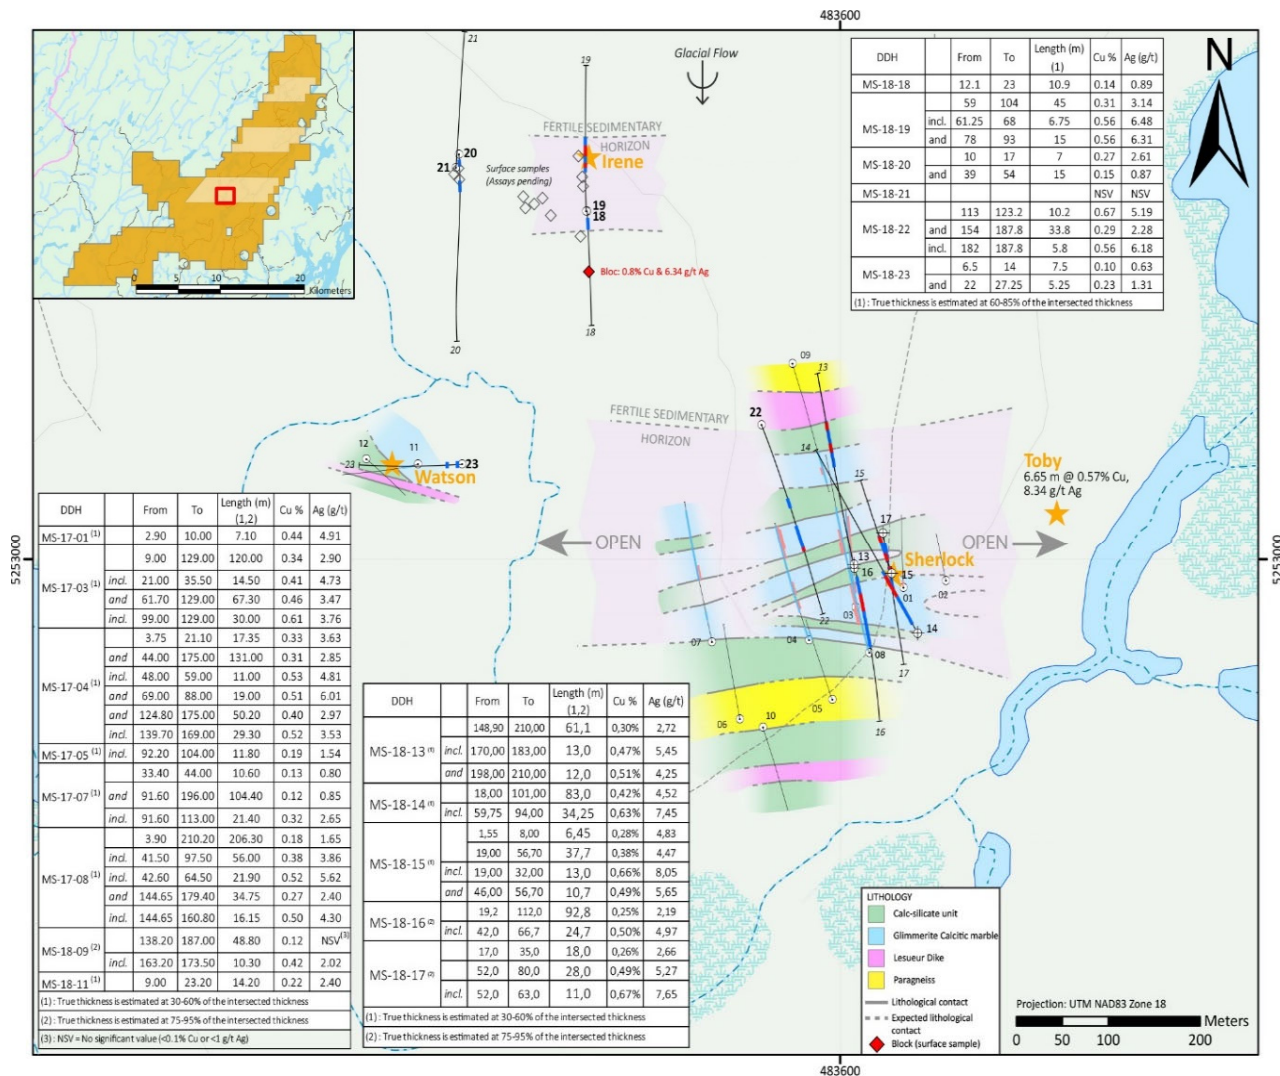 483600
21
19
Glacial Flow
N
DDH From To Length (m) (1) Cu % Ag (g/t)
MS-18-18 12.1 23 10.9 0.14 0.89
MS-18-19 59 104 45 0.31 3.14
incl. 61.25 68 6.75 0.56 6.48
and 78 93 15 0.56 6.31
MS-18-20 10 17 7 0.27 2.61
and 39 54 15 0.15 0.87
MS-18-21 NSV NSV
MS-18-22 113 123.2 10.2 0.67 5.19
and 154 187.8 33.8 0.29 2.28
incl. 182 187.8 5.8 0.56 6.18
MS-18-23 6.5 14 7.5 0.10 0.63
and 22 27.25 5.25 0.23 1.31
(1) : True thickness is estimated at 60-85% of the intersected thickness
0 5 10 20
Kilometers
FERTILE SEDIMENTARY
HORIZON
20
21
Surface samples
(Assays pending)
Irene
19
18
Bloc: 0.8% Cu & 6.34 g/t Ag
18
20
09
13
FERTILE SEDIMENTARY
HORIZON
22
14
15
12
11
23
23
Watson
Toby
6.65 m @ 0.57% Cu,
8.34 g/t Ag
17
OPEN
OPEN
13
16
Sherlock
15
01
02
03
22
14
07
04
08
17
05
06
10
16
5253000
5253000
DDH From To Length (m) (1,2) Cu % Ag (g/t)
MS-17-01 (1) 2.90 10.00 7.10 0.44 4.91
MS-17-03 (1) 9.00 129.00 120.00 0.34 2.90
incl. 21.00 35.50 14.50 0.41 4.73
and 61.70 129.00 67.30 0.46 3.47
incl. 99.00 129.00 30.00 0.61 3.76
MS-17-04 (1) 3.75 21.10 17.35 0.33 3.63
and 44.00 175.00 131.00 0.31 2.85
incl. 48.00 59.00 11.00 0.53 4.81
and 69.00 88.00 19.00 0.51 6.01
and 124.80 175.00 50.20 0.40 2.97
incl. 139.70 169.00 29.30 0.52 3.53
MS-17-05 (1) incl. 92.20 104.00 11.80 0.19 1.54
MS-17-07 (1) 33.40 44.00 10.60 0.13 0.80
and 91.60 196.00 104.40 0.12 0.85
incl. 91.60 113.00 21.40 0.32 2.65
MS-17-08 (1) 3.90 210.20 206.30 0.18 1.65
incl. 41.50 97.50 56.00 0.38 3.86
incl. 42.60 64.50 21.90 0.52 5.62
and 144.65 179.40 34.75 0.27 2.40
incl. 144.65 160.80 16.15 0.50 4.30
MS-18-09 (2) 138.20 187.00 48.80 0.12 NSV(3)
incl. 163.20 173.50 10.30 0.42 2.02
MS-18-11 (1) 9.00 23.20 14.20 0.22 2.40
(1) : True thickness is estimated at 30-60% of the intersected thickness
(2) : True thickness is estimated at 75-95% of the intersected thickness
(3) : NSV = No significant value (<0.1% Cu or <1 g/t Ag)
DDH From To Length (m) (1,2) Cu % Ag (g/t)
MS-18-13 (1) 148,90 210,00 61,1 0,30% 2,72
incl. 170,00 183,00 13,0 0,47% 5,45
and 198,00 210,00 12,0 0,51% 4,25
MS-18-14 (1) 18,00 101,00 83,0 0,42% 4,52
incl. 59,75 94,00 34,25 0,63% 7,45
MS-18-15 (1) 1,55 8,00 6,45 0,28% 4,83
19,00 56,70 37,7 0,38% 4,47
incl. 19,00 32,00 13,0 0,66% 8,05
and 46,00 56,70 10,7 0,49% 5,65
MS-18-16 (2) 19,2 112,0 92,8 0,25% 2,19
incl. 42,0 66,7 24,7 0,50% 4,97
MS-18-17 (2) 17,0 35,0 18,0 0,26% 2,66
52,0 80,0 28,0 0,49% 5,27
incl. 52,0 63,0 11,0 0,67% 7,65
(1) : True thickness is estimated at 30-60% of the intersected thickness
(2) : True thickness is estimated at 75-95% of the intersected thickness
LITHOLOGY
Calc-silicate unit
Glimmerite Calcitic marble
Lesueur Dike
Paragneiss
Lithological contact
Expected lithological
contact
Block (surface sample)
Projection: UTM NAD83 Zone 18
Meters
0 50 100 200
483600